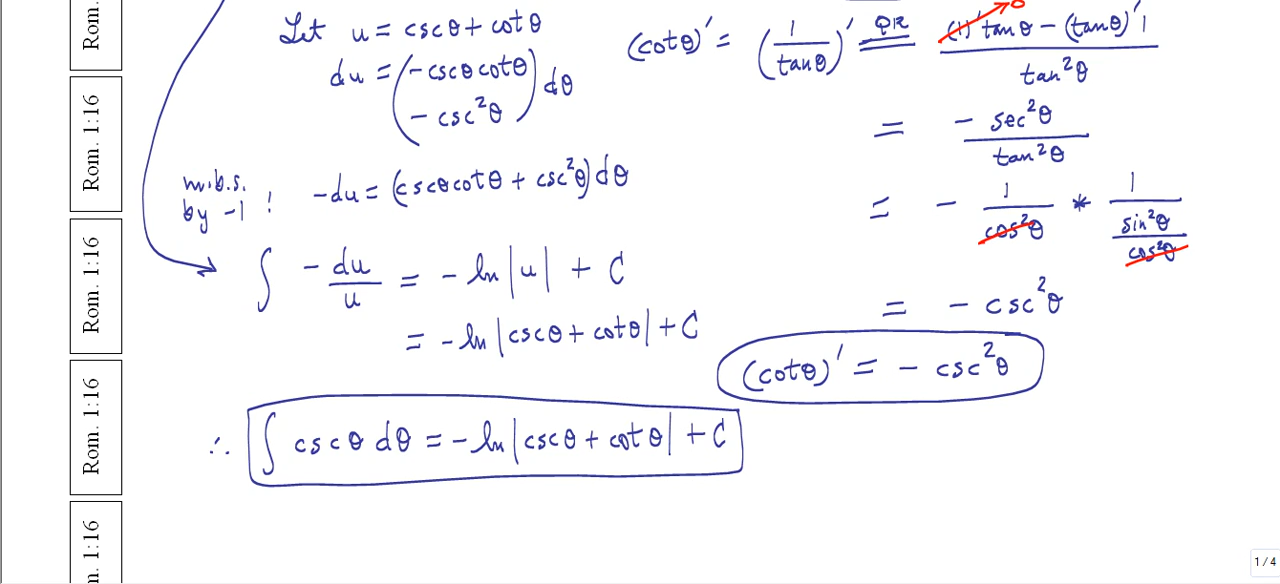 Rom.
Rom. 1:16
Rom. 1:16
Rom. 1:16
m. 1:16
Let u = cscθ + cotθ
du = (-cscθcotθ - csc²θ) dθ
m.b.s. by -1 : -du = (cscθcotθ + csc²θ)dθ
∫ -du/u = -ln|u| + C
= -ln|cscθ + cotθ| + C
∴ ∫ cscθ dθ = -ln|cscθ + cotθ| + C
(cotθ)' = (1/tanθ)' QR= ((1)'tanθ - (tanθ)'1)/tan²θ
0
= -sec²θ/tan²θ
= - 1/cos²θ * 1/(sin²θ/cos²θ)
= - csc²θ
(cotθ)' = - csc²θ
1/4